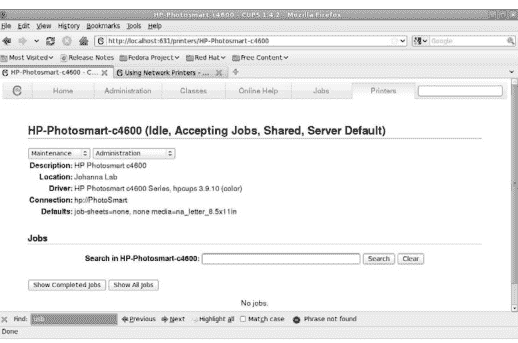 HP-Photosmart-c4600 - CUPS 1.4.2 - Mozilla Firefox
File Edit View History Bookmarks Tools Help
http://localhost:631/printers/HP-Photosmart-c4600
Google
Most Visited Release Notes Fedora Project Red Hat Free Content
HP-Photosmart-c4600 - C... Using Network Printers - ...
Home Administration Classes Online Help Jobs Printers
HP-Photosmart-c4600 (Idle, Accepting Jobs, Shared, Server Default)
Maintenance Administration
Description: HP Photosmart c4600
Location: Johanna Lab
Driver: HP Photosmart c4600 Series, hpcups 3.9.10 (color)
Connection: hp://PhotoSmart
Defaults: job-sheets=none, none media=na_letter_8.5x11in
Jobs
Search in HP-Photosmart-c4600: Search Clear
Show Completed Jobs Show All Jobs
No jobs.
Find: usb Previous Next Highlight all Match case Phrase not found
Done